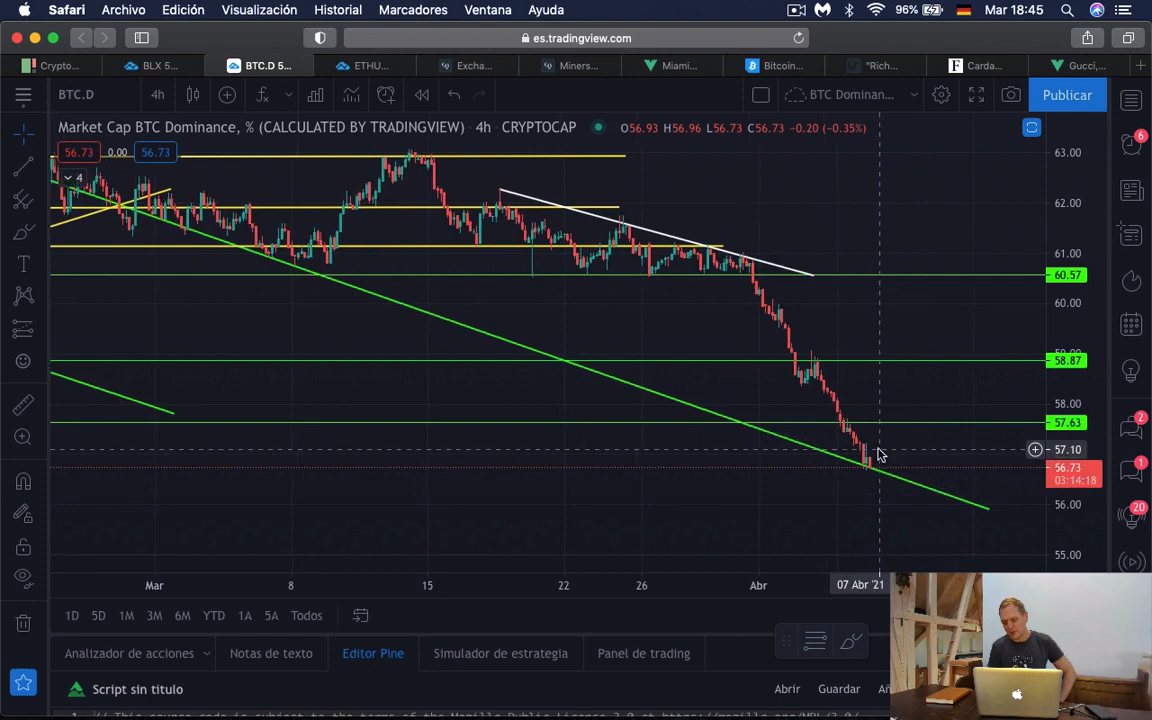 Safari Archivo Edición Visualización Historial Marcadores Ventana Ayuda 96% Mar 18:45
es.tradingview.com
Crypto... BLX 5... BTC.D 5... ETHU... Excha... Miners... Miami... Bitcoin... "Rich... Carda... Gucci,...
BTC.D 4h BTC Dominan... Publicar
Market Cap BTC Dominance, % (CALCULATED BY TRADINGVIEW) · 4h · CRYPTOCAP O56.93 H56.96 L56.73 C56.73 −0.20 (−0.35%)
56.73 0.00 56.73
4
63.00
62.00
61.00
60.57
60.00
58.87
58.00
57.63
57.10
56.73
03:14:18
56.00
55.00
6
2
1
20
Mar 8 15 22 26 Abr 07 Abr '21
1D 5D 1M 3M 6M YTD 1A 5A Todos
Analizador de acciones Notas de texto Editor Pine Simulador de estrategia Panel de trading
Script sin titulo Abrir Guardar